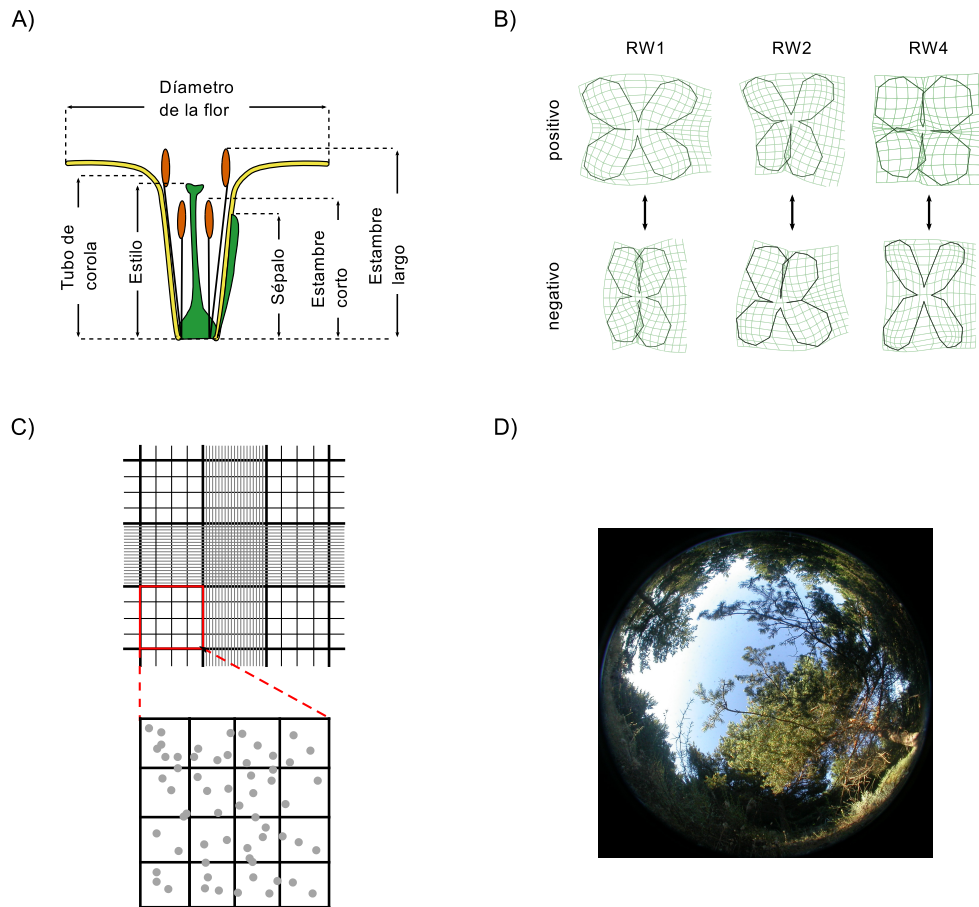 A)
Díametro
de la flor
Tubo de
corola
Estilo
Sépalo
Estambre
corto
Estambre
largo
B)
RW1 RW2 RW4
positivo
negativo
C)
D)